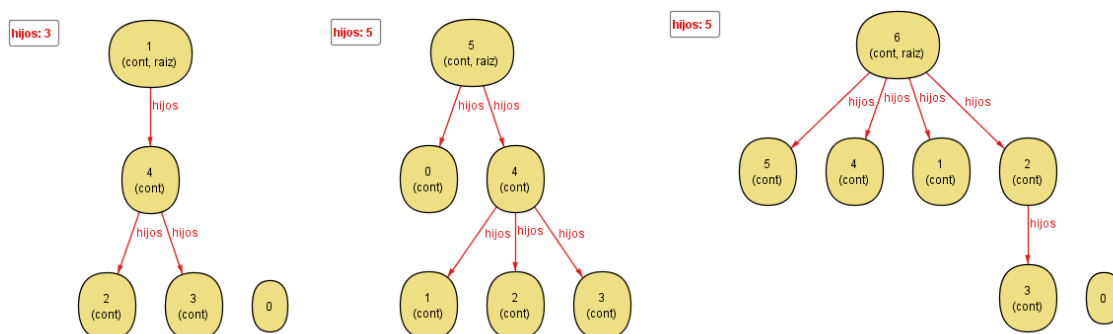 hijos: 3
1
(cont, raiz)
hijos
4
(cont)
hijos
hijos
2
(cont)
3
(cont)
0
hijos: 5
5
(cont, raiz)
hijos
hijos
0
(cont)
4
(cont)
hijos
hijos
hijos
1
(cont)
2
(cont)
3
(cont)
hijos: 5
6
(cont, raiz)
hijos
hijos
hijos
hijos
5
(cont)
4
(cont)
1
(cont)
2
(cont)
hijos
3
(cont)
0